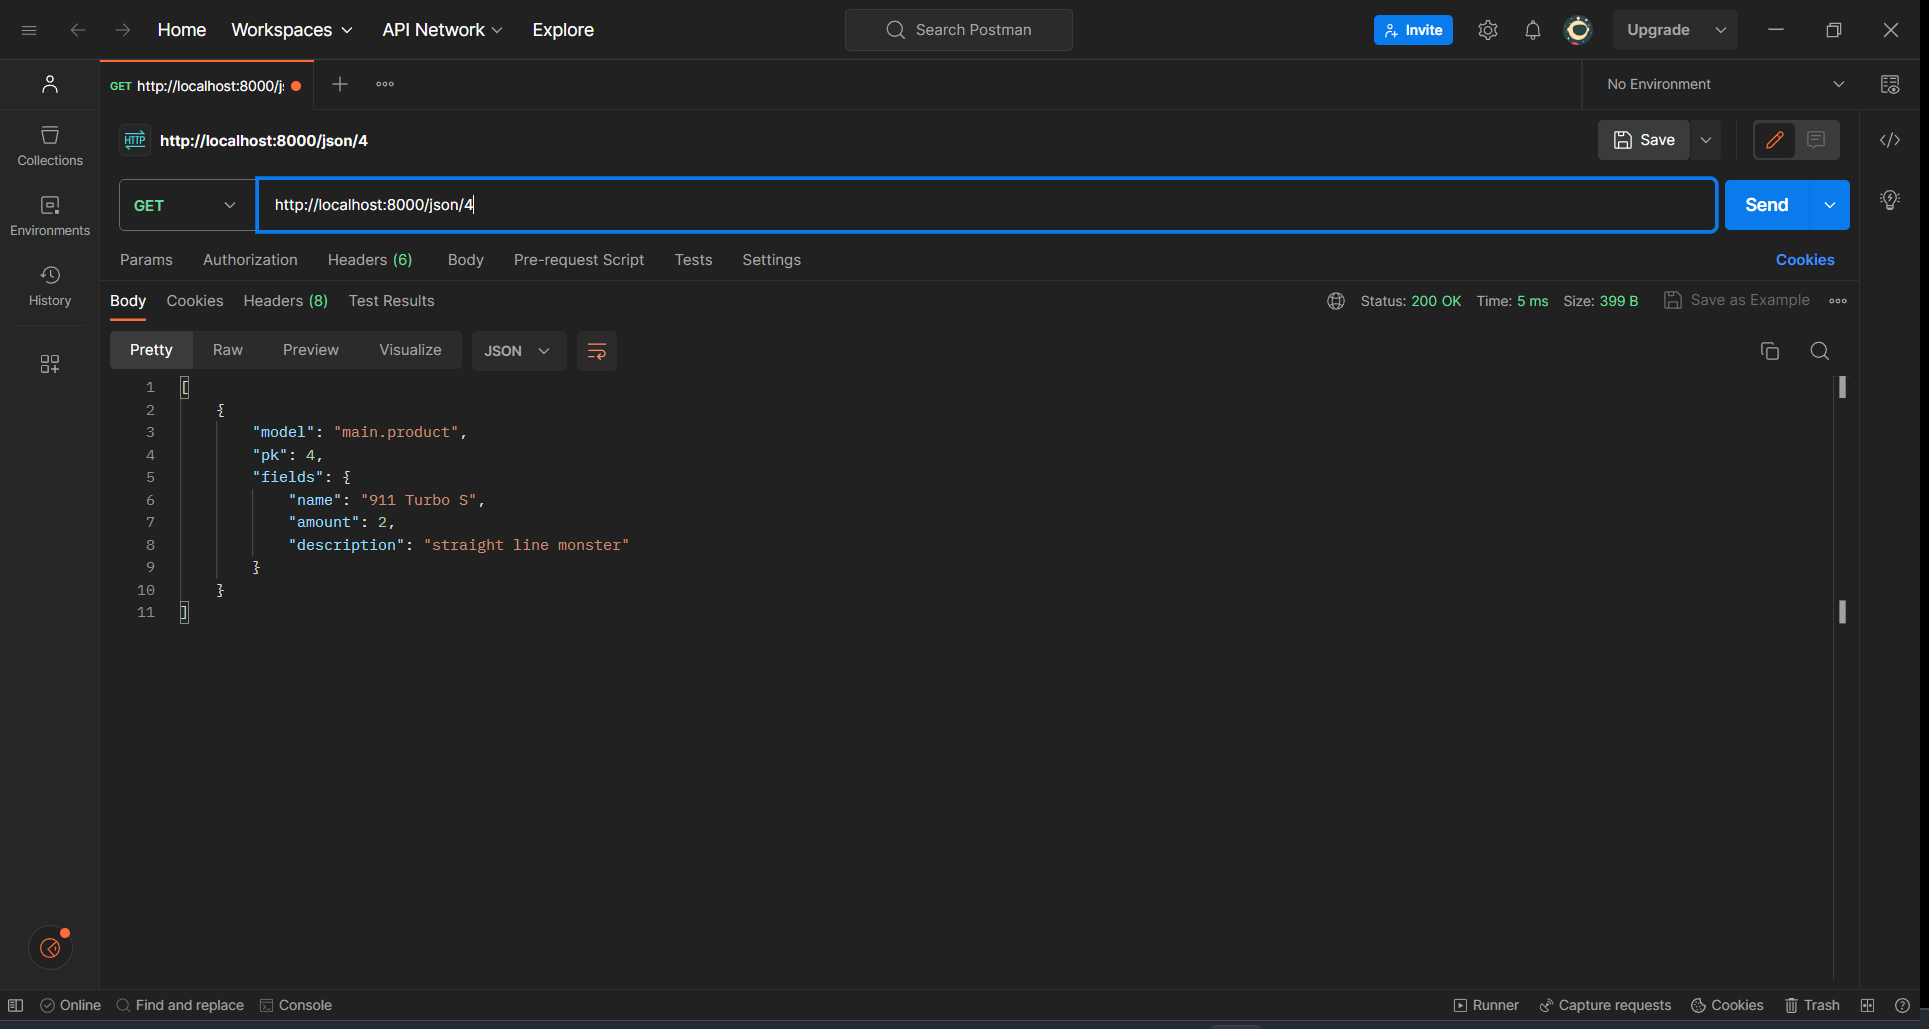 Home Workspaces API Network Explore Search Postman Invite Upgrade
GET http://localhost:8000/j No Environment
HTTP http://localhost:8000/json/4 Save
Collections
GET http://localhost:8000/json/4 Send
Environments
Params Authorization Headers (6) Body Pre-request Script Tests Settings Cookies
History
Body Cookies Headers (8) Test Results Status: 200 OK Time: 5 ms Size: 399 B Save as Example
Pretty Raw Preview Visualize JSON
1 [
2 {
3 "model": "main.product",
4 "pk": 4,
5 "fields": {
6 "name": "911 Turbo S",
7 "amount": 2,
8 "description": "straight line monster"
9 }
10 }
11 ]
Online Find and replace Console Runner Capture requests Cookies Trash